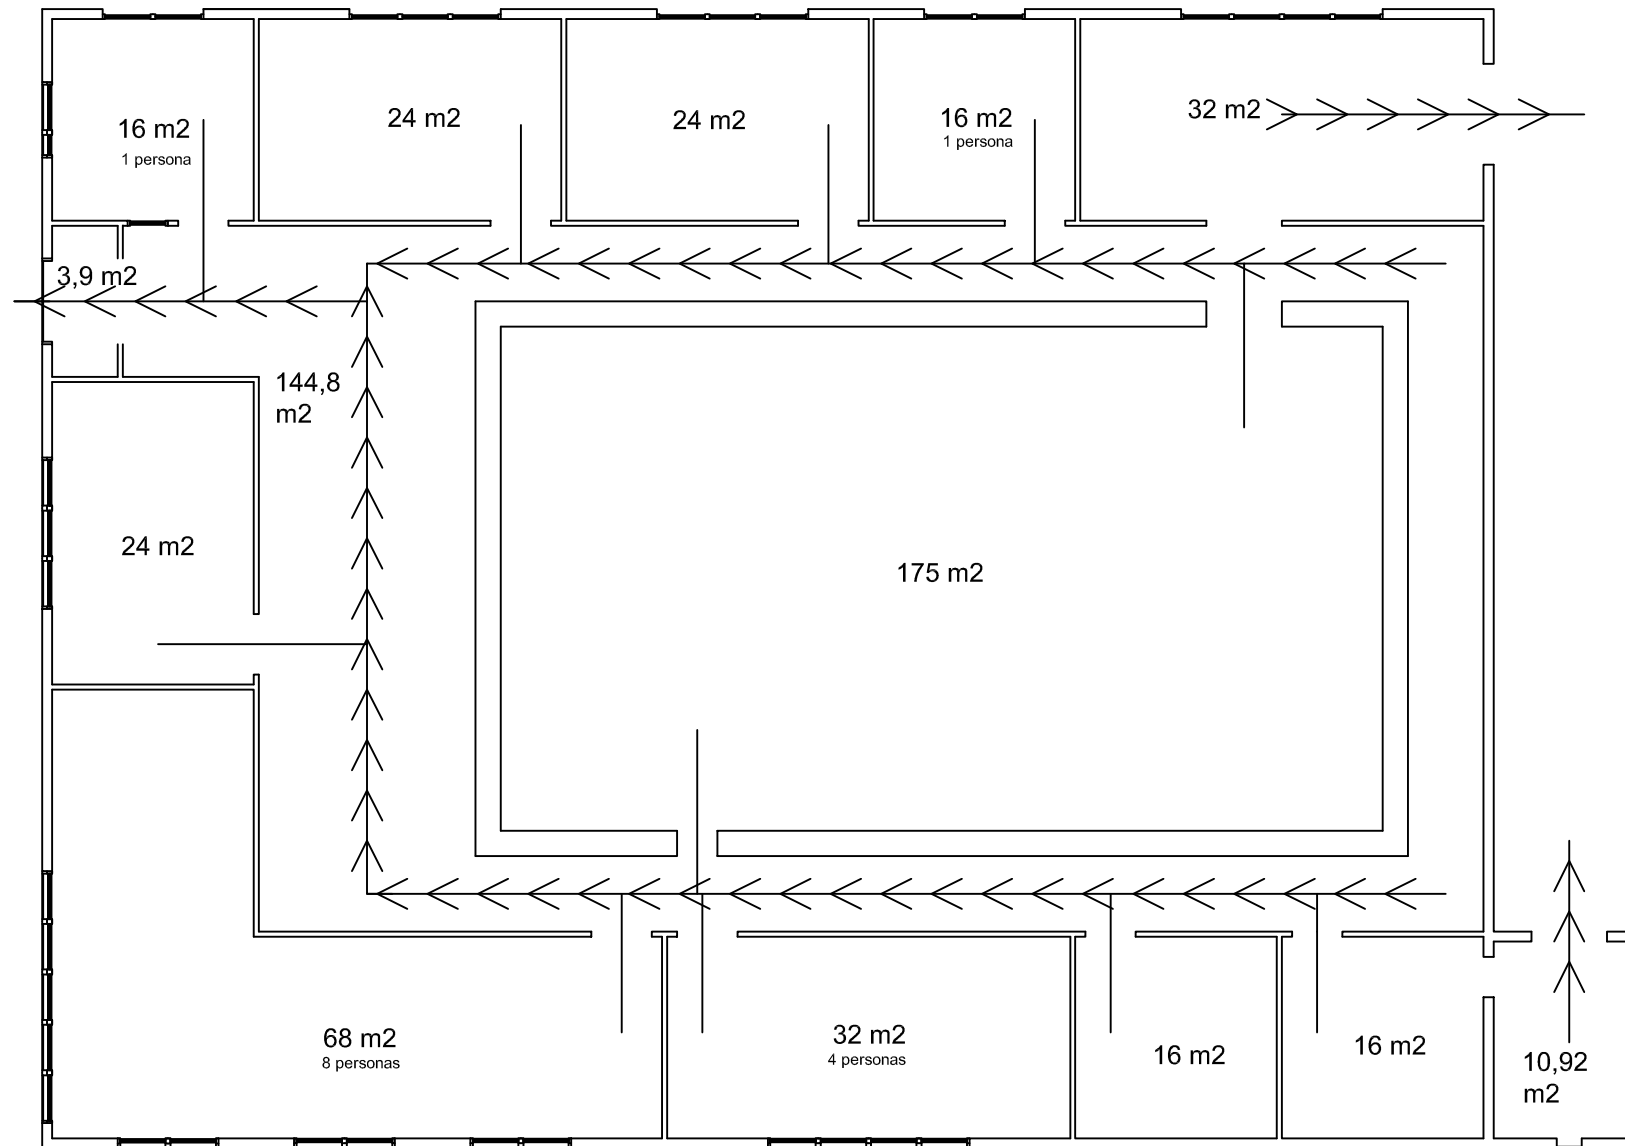 16 m2
1 persona
24 m2
24 m2
16 m2
1 persona
32 m2
3,9 m2
144,8
m2
24 m2
175 m2
68 m2
8 personas
32 m2
4 personas
16 m2
16 m2
10,92
m2